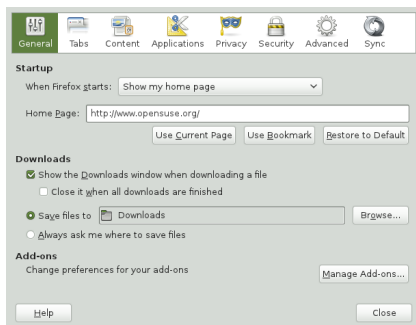 General Tabs Content Applications Privacy Security Advanced Sync
Startup
When Firefox starts: Show my home page
Home Page: http://www.opensuse.org/
Use Current Page Use Bookmark Restore to Default
Downloads
Show the Downloads window when downloading a file
Close it when all downloads are finished
Save files to Downloads Browse...
Always ask me where to save files
Add-ons
Change preferences for your add-ons
Manage Add-ons...
Help Close